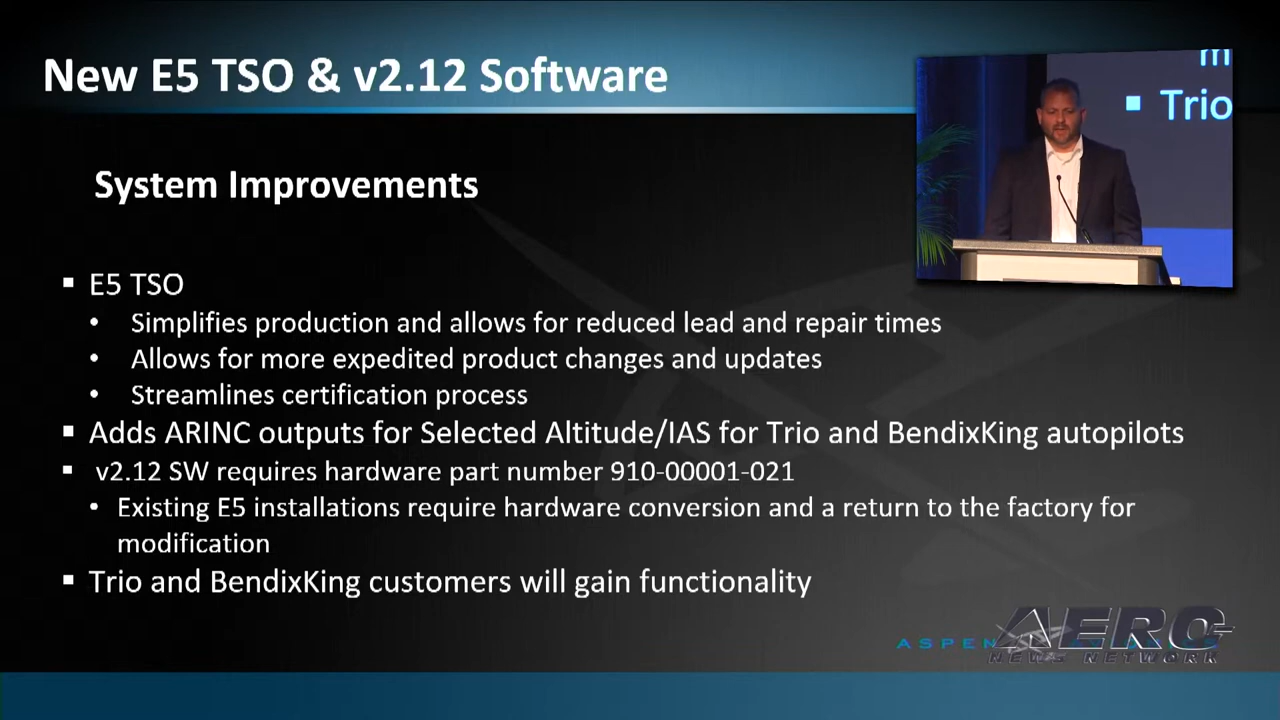 New E5 TSO & v2.12 Software
m
▪ Trio
System Improvements
▪ E5 TSO
• Simplifies production and allows for reduced lead and repair times
• Allows for more expedited product changes and updates
• Streamlines certification process
▪ Adds ARINC outputs for Selected Altitude/IAS for Trio and BendixKing autopilots
▪ v2.12 SW requires hardware part number 910-00001-021
• Existing E5 installations require hardware conversion and a return to the factory for
modification
▪ Trio and BendixKing customers will gain functionality
ASPEN
AERO
NEWS NETWORK